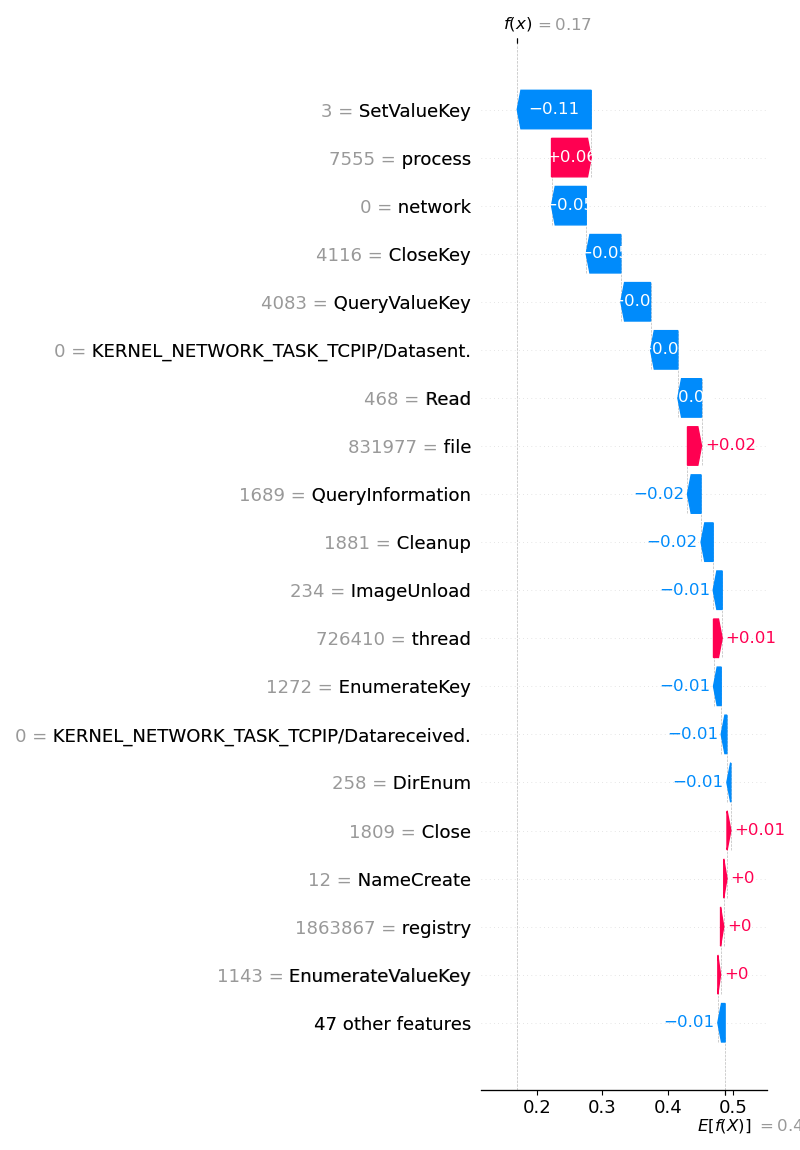 f(x) = 0.17
3 = SetValueKey −0.11
7555 = process +0.06
0 = network −0.05
4116 = CloseKey −0.05
4083 = QueryValueKey
0 = KERNEL_NETWORK_TASK_TCPIP/Datasent.
468 = Read
831977 = file +0.02
1689 = QueryInformation −0.02
1881 = Cleanup −0.02
234 = ImageUnload −0.01
726410 = thread +0.01
1272 = EnumerateKey −0.01
0 = KERNEL_NETWORK_TASK_TCPIP/Datareceived. −0.01
258 = DirEnum −0.01
1809 = Close +0.01
12 = NameCreate +0
1863867 = registry +0
1143 = EnumerateValueKey +0
47 other features −0.01
0.2 0.3 0.4 0.5
E[f(X)] = 0.4